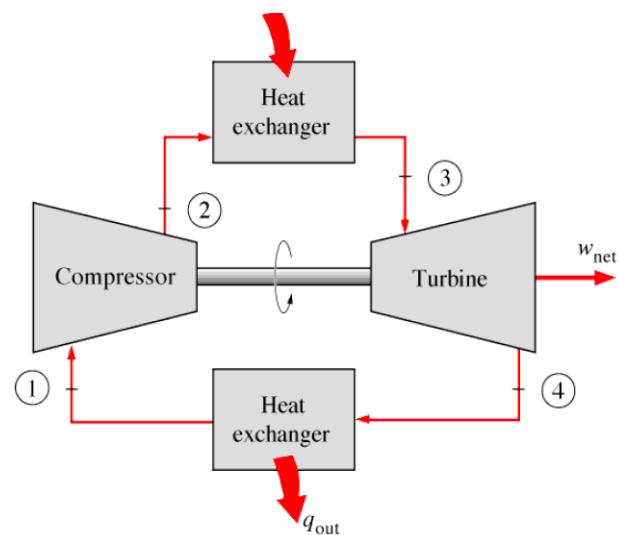 Heat
exchanger
2
3
Compressor
Turbine
w_net
1
4
Heat
exchanger
q_out